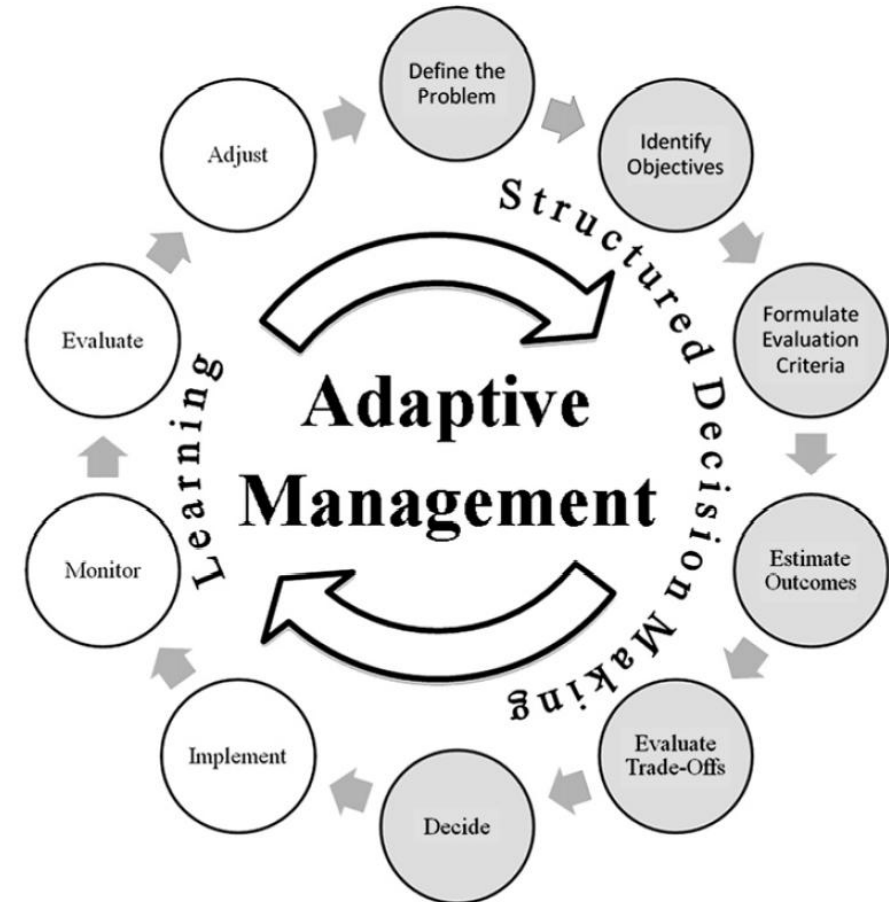 Define the
Problem
Identify
Objectives
Formulate
Evaluation
Criteria
Estimate
Outcomes
Evaluate
Trade-Offs
Decide
Implement
Monitor
Evaluate
Adjust
Structured Decision Making
Learning
Adaptive
Management